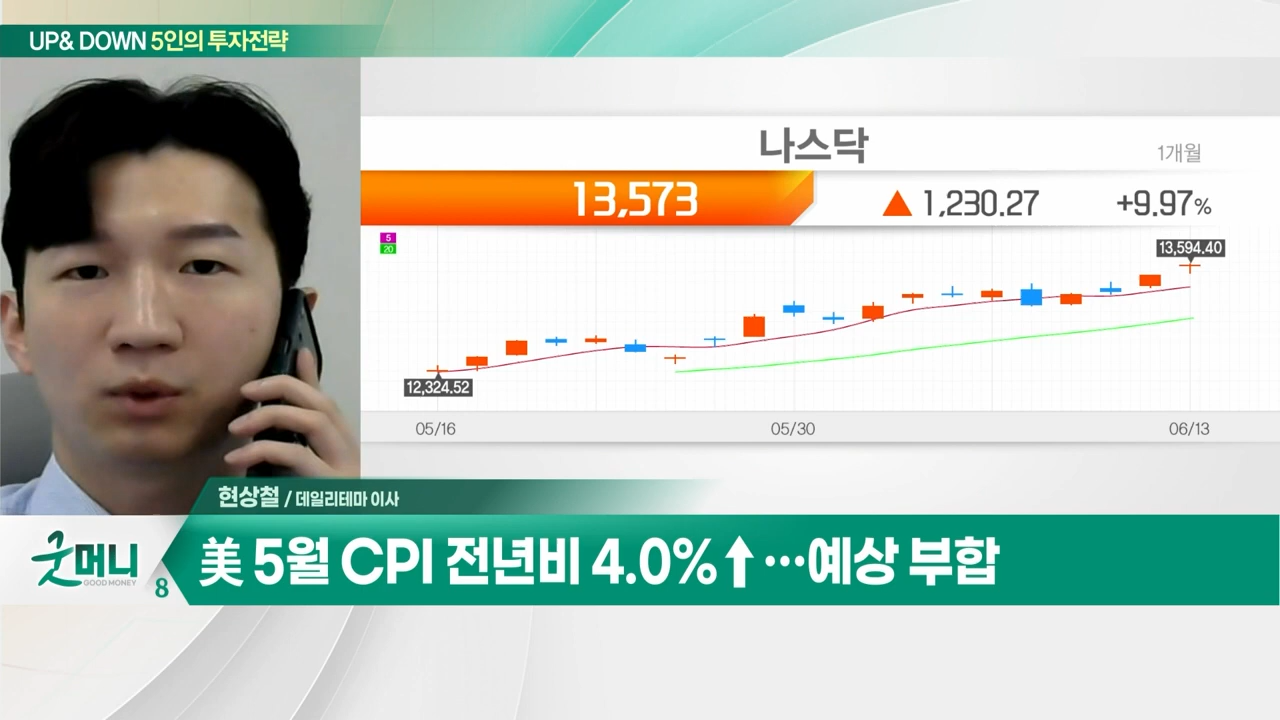 UP& DOWN 5인의 투자전략
나스닥
1개월
13,573 ▲ 1,230.27 +9.97%
5
20
13,594.40
12,324.52
05/16 05/30 06/13
현상철 / 데일리테마 이사
굿머니
GOOD MONEY
8
美 5월 CPI 전년비 4.0%↑…예상 부합